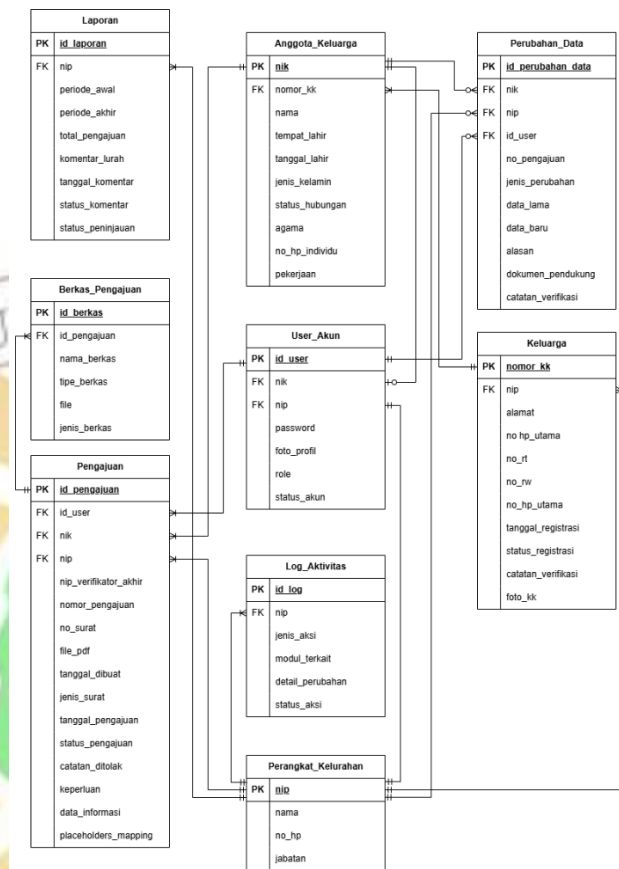 Laporan
PK id_laporan
FK nip
periode_awal
periode_akhir
total_pengajuan
komentar_lurah
tanggal_komentar
status_komentar
status_peninjauan
Berkas_Pengajuan
PK id_berkas
FK id_pengajuan
nama_berkas
tipe_berkas
file
jenis_berkas
Pengajuan
PK id_pengajuan
FK id_user
FK nik
FK nip
nip_verifikator_akhir
nomor_pengajuan
no_surat
file_pdf
tanggal_dibuat
jenis_surat
tanggal_pengajuan
status_pengajuan
catatan_ditolak
keperluan
data_informasi
placeholders_mapping
Anggota_Keluarga
PK nik
FK nomor_kk
nama
tempat_lahir
tanggal_lahir
jenis_kelamin
status_hubungan
agama
no_hp_individu
pekerjaan
User_Akun
PK id_user
FK nik
FK nip
password
foto_profil
role
status_akun
Log_Aktivitas
PK id_log
FK nip
jenis_aksi
modul_terkait
detail_perubahan
status_aksi
Perangkat_Kelurahan
PK nip
nama
no_hp
jabatan
Perubahan_Data
PK id_perubahan_data
FK nik
FK nip
FK id_user
no_pengajuan
jenis_perubahan
data_lama
data_baru
alasan
dokumen_pendukung
catatan_verifikasi
Keluarga
PK nomor_kk
FK nip
alamat
no hp_utama
no_rt
no_rw
no_hp_utama
tanggal_registrasi
status_registrasi
catatan_verifikasi
foto_kk